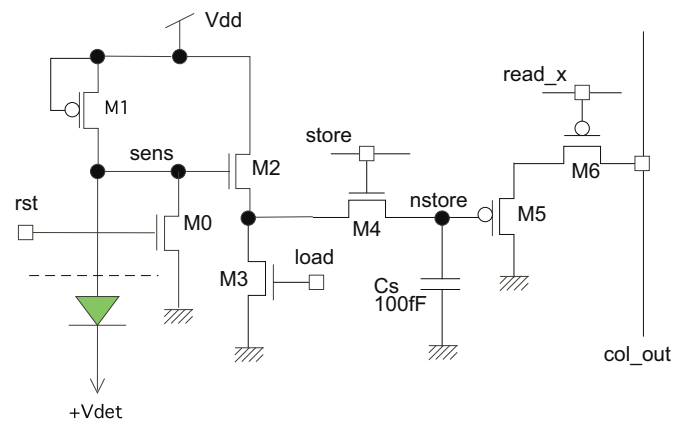 Vdd
M1
read_x
sens
store
M2
M6
rst
nstore
M0
M5
M4
load
M3
Cs
100fF
col_out
+Vdet